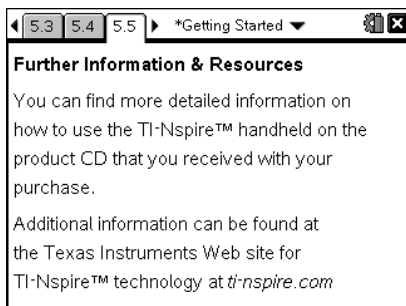 5.3 5.4 5.5 *Getting Started
Further Information & Resources
You can find more detailed information on
how to use the TI-Nspire™ handheld on the
product CD that you received with your
purchase.
Additional information can be found at
the Texas Instruments Web site for
TI-Nspire™ technology at ti-nspire.com